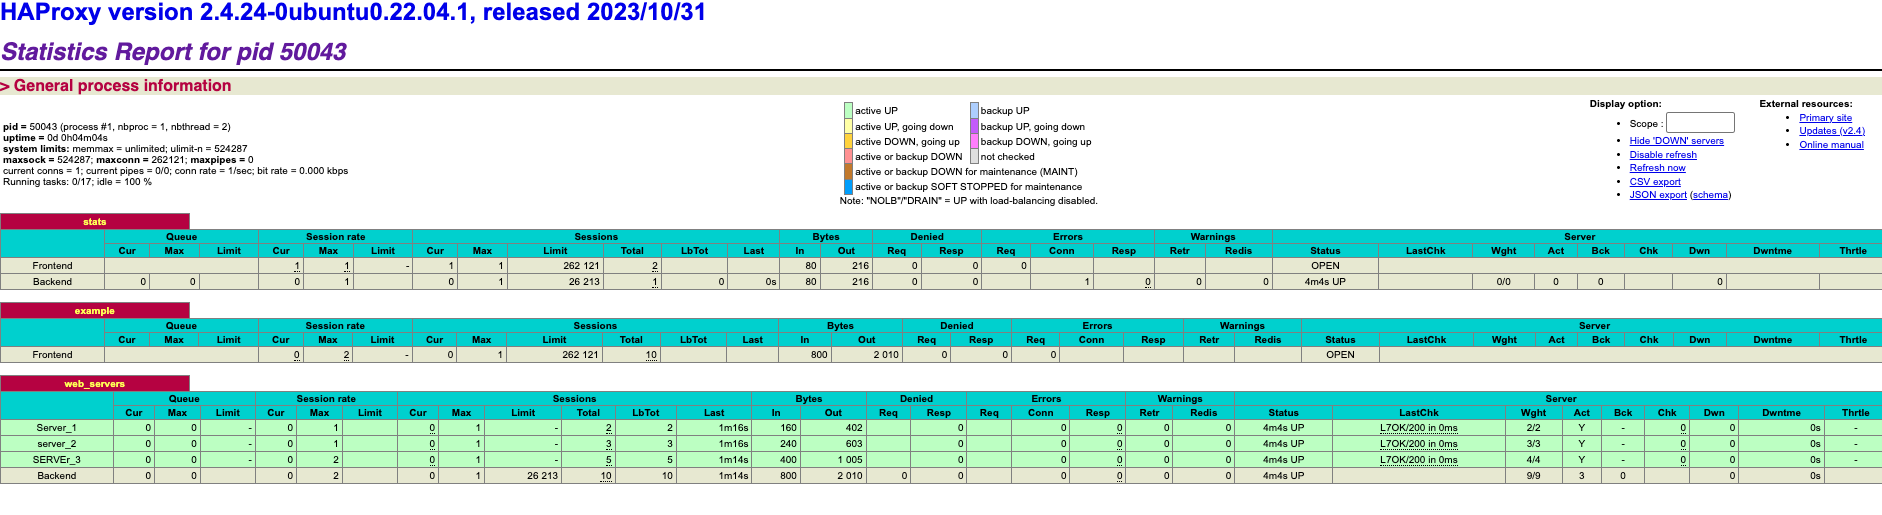 HAProxy version 2.4.24-0ubuntu0.22.04.1, released 2023/10/31
Statistics Report for pid 50043
> General process information
pid = 50043 (process #1, nbproc = 1, nbthread = 2)
uptime = 0d 0h04m04s
system limits: memmax = unlimited; ulimit-n = 524287
maxsock = 524287; maxconn = 262121; maxpipes = 0
current conns = 1; current pipes = 0/0; conn rate = 1/sec; bit rate = 0.000 kbps
Running tasks: 0/17; idle = 100 %
active UP backup UP
active UP, going down backup UP, going down
active DOWN, going up backup DOWN, going up
active or backup DOWN not checked
active or backup DOWN for maintenance (MAINT)
active or backup SOFT STOPPED for maintenance
Note: "NOLB"/"DRAIN" = UP with load-balancing disabled.
Display option:
• Scope :
• Hide 'DOWN' servers
• Disable refresh
• Refresh now
• CSV export
• JSON export (schema)
External resources:
• Primary site
• Updates (v2.4)
• Online manual
stats
Queue Session rate Sessions Bytes Denied Errors Warnings Server
Cur Max Limit Cur Max Limit Cur Max Limit Total LbTot Last In Out Req Resp Req Conn Resp Retr Redis Status LastChk Wght Act Bck Chk Dwn Dwntme Thrtle
Frontend 1 1 - 1 1 262 121 2 80 216 0 0 0 OPEN
Backend 0 0 0 1 0 1 26 213 1 0 0s 80 216 0 0 1 0 0 0 4m4s UP 0/0 0 0 0
example
Queue Session rate Sessions Bytes Denied Errors Warnings Server
Cur Max Limit Cur Max Limit Cur Max Limit Total LbTot Last In Out Req Resp Req Conn Resp Retr Redis Status LastChk Wght Act Bck Chk Dwn Dwntme Thrtle
Frontend 0 2 - 0 1 262 121 10 800 2 010 0 0 0 OPEN
web_servers
Queue Session rate Sessions Bytes Denied Errors Warnings Server
Cur Max Limit Cur Max Limit Cur Max Limit Total LbTot Last In Out Req Resp Req Conn Resp Retr Redis Status LastChk Wght Act Bck Chk Dwn Dwntme Thrtle
Server_1 0 0 - 0 1 0 1 - 2 2 1m16s 160 402 0 0 0 0 0 4m4s UP L7OK/200 in 0ms 2/2 Y - 0 0 0s -
server_2 0 0 - 0 1 0 1 - 3 3 1m16s 240 603 0 0 0 0 0 4m4s UP L7OK/200 in 0ms 3/3 Y - 0 0 0s -
SERVEr_3 0 0 - 0 2 0 1 - 5 5 1m14s 400 1 005 0 0 0 0 0 4m4s UP L7OK/200 in 0ms 4/4 Y - 0 0 0s -
Backend 0 0 0 2 0 1 26 213 10 10 1m14s 800 2 010 0 0 0 0 0 0 4m4s UP 9/9 3 0 0 0s